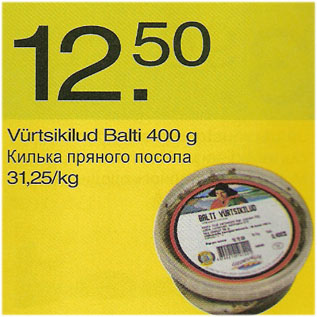 12.50
Vürtsikilud Balti 400 g
Килька пряного посола
31,25/kg
BALTI VÜRTSIKILUD